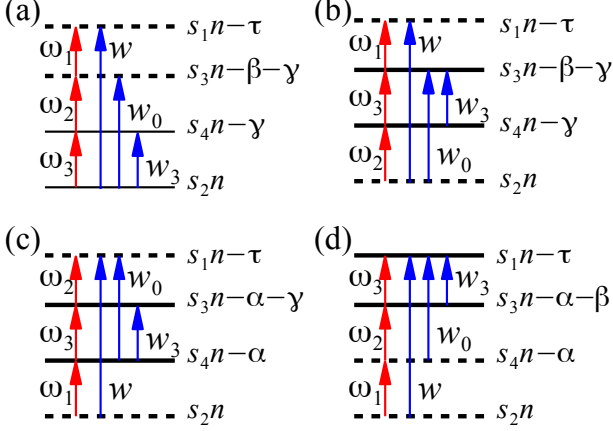 (a)
s₁n−τ
ω₁ w
s₃n−β−γ
ω₂ w₀
s₄n−γ
ω₃ w₃
s₂n
(b)
s₁n−τ
ω₁ w
s₃n−β−γ
ω₃ w₃
s₄n−γ
ω₂ w₀
s₂n
(c)
s₁n−τ
ω₂ w₀
s₃n−α−γ
ω₃ w₃
s₄n−α
ω₁ w
s₂n
(d)
s₁n−τ
ω₃ w₃
s₃n−α−β
ω₂ w₀
s₄n−α
ω₁ w
s₂n